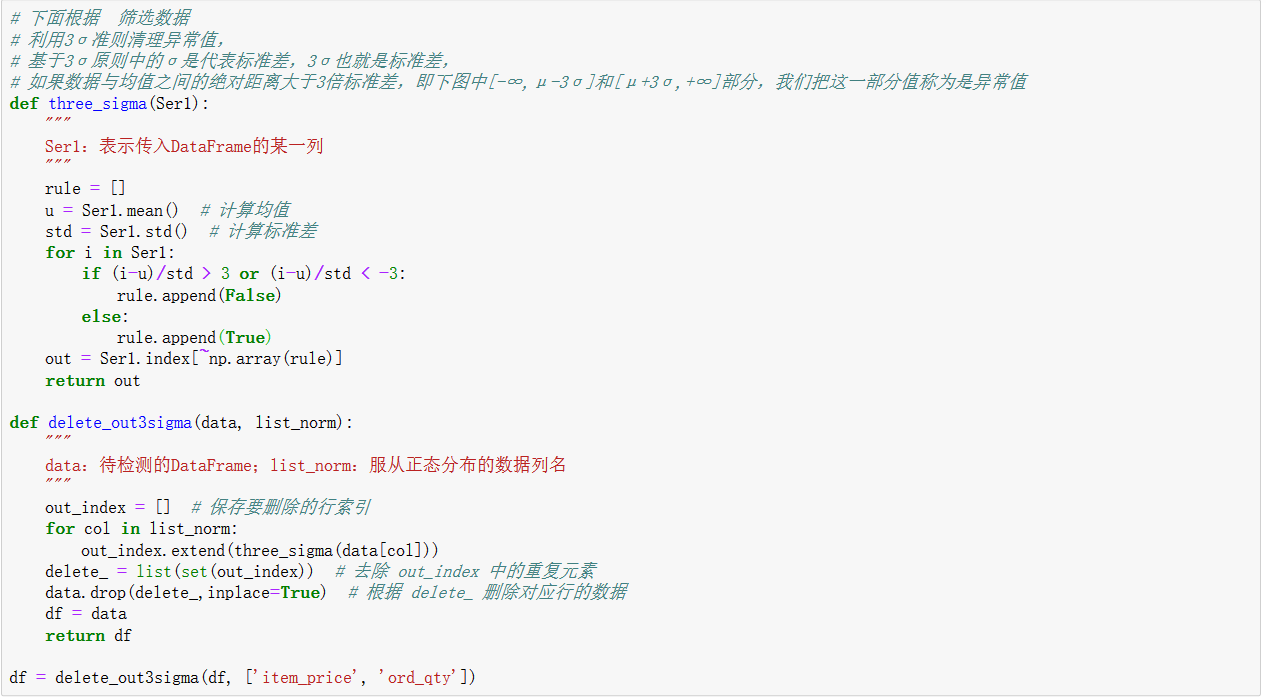 # 下面根据  筛选数据
# 利用3σ准则清理异常值，
# 基于3σ原则中的σ是代表标准差，3σ也就是标准差，
# 如果数据与均值之间的绝对距离大于3倍标准差，即下图中[-∞,μ-3σ]和[μ+3σ,+∞]部分，我们把这一部分值称为是异常值
def three_sigma(Ser1):
    """
    Ser1：表示传入DataFrame的某一列
    """
    rule = []
    u = Ser1.mean()  # 计算均值
    std = Ser1.std()  # 计算标准差
    for i in Ser1:
        if (i-u)/std > 3 or (i-u)/std < -3:
            rule.append(False)
        else:
            rule.append(True)
    out = Ser1.index[~np.array(rule)]
    return out

def delete_out3sigma(data, list_norm):
    """
    data：待检测的DataFrame；list_norm：服从正态分布的数据列名
    """
    out_index = []  # 保存要删除的行索引
    for col in list_norm:
        out_index.extend(three_sigma(data[col]))
    delete_ = list(set(out_index))  # 去除 out_index 中的重复元素
    data.drop(delete_,inplace=True)  # 根据 delete_ 删除对应行的数据
    df = data
    return df

df = delete_out3sigma(df, ['item_price', 'ord_qty'])